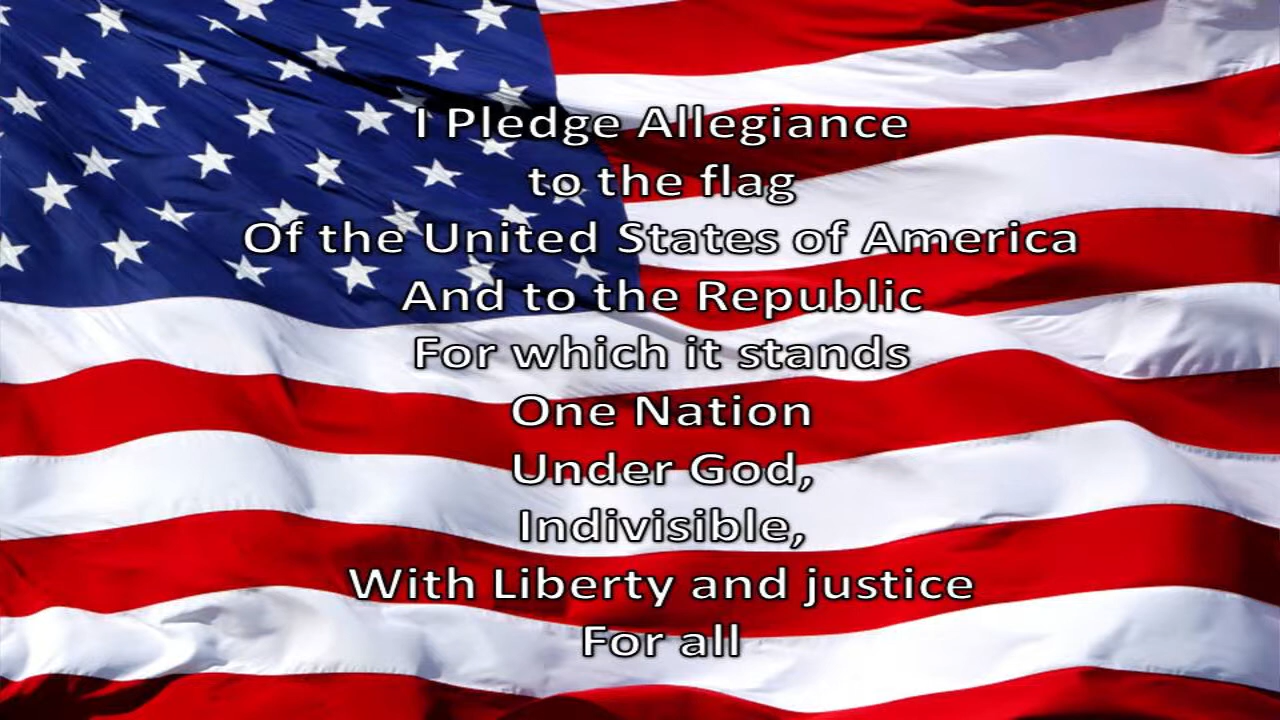 I Pledge Allegiance
to the flag
Of the United States of America
And to the Republic
For which it stands
One Nation
Under God,
Indivisible,
With Liberty and justice
For all